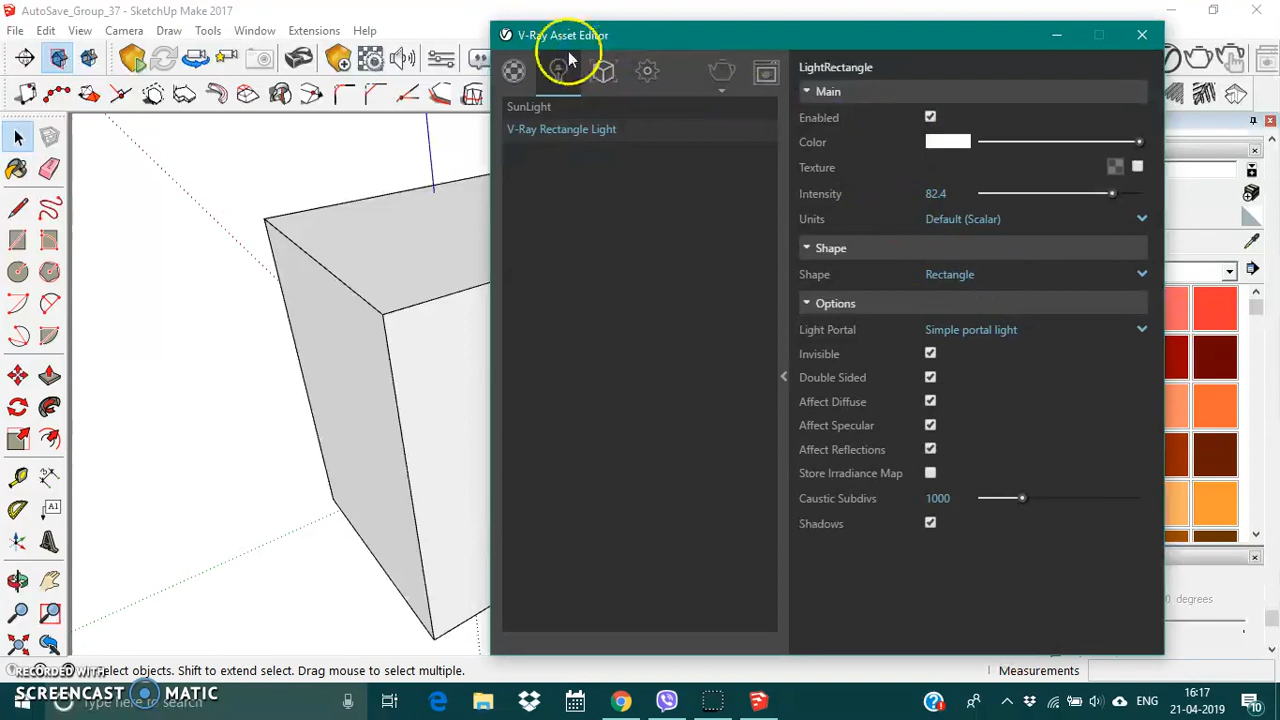 AutoSave_Group_37 - SketchUp Make 2017
File Edit View Camera Draw Tools Window Extensions Help
V-Ray Asset Editor
SunLight
V-Ray Rectangle Light
LightRectangle
Main
Enabled
Color
Texture
Intensity 82.4
Units Default (Scalar)
Shape
Shape Rectangle
Options
Light Portal Simple portal light
Invisible
Double Sided
Affect Diffuse
Affect Specular
Affect Reflections
Store Irradiance Map
Caustic Subdivs 1000
Shadows
A1
degrees
select objects. Shift to extend select. Drag mouse to select multiple.
Measurements
RECORDED WITH
SCREENCAST MATIC
ENG
16:17
21-04-2019
10